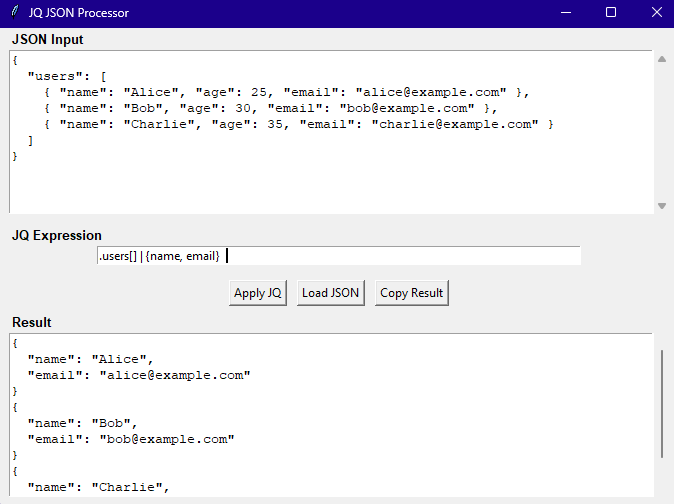 JQ JSON Processor
JSON Input
{
  "users": [
    { "name": "Alice", "age": 25, "email": "alice@example.com" },
    { "name": "Bob", "age": 30, "email": "bob@example.com" },
    { "name": "Charlie", "age": 35, "email": "charlie@example.com" }
  ]
}
JQ Expression
.users[] | {name, email}
Apply JQ Load JSON Copy Result
Result
{
  "name": "Alice",
  "email": "alice@example.com"
}
{
  "name": "Bob",
  "email": "bob@example.com"
}
{
  "name": "Charlie",